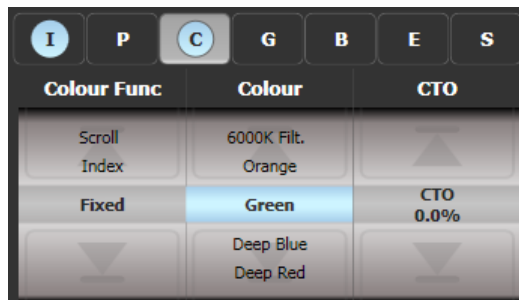 I P C G B E S
Colour Func Colour CTO
Scroll 6000K Filt.
Index Orange
Fixed Green CTO
0.0%
Deep Blue
Deep Red